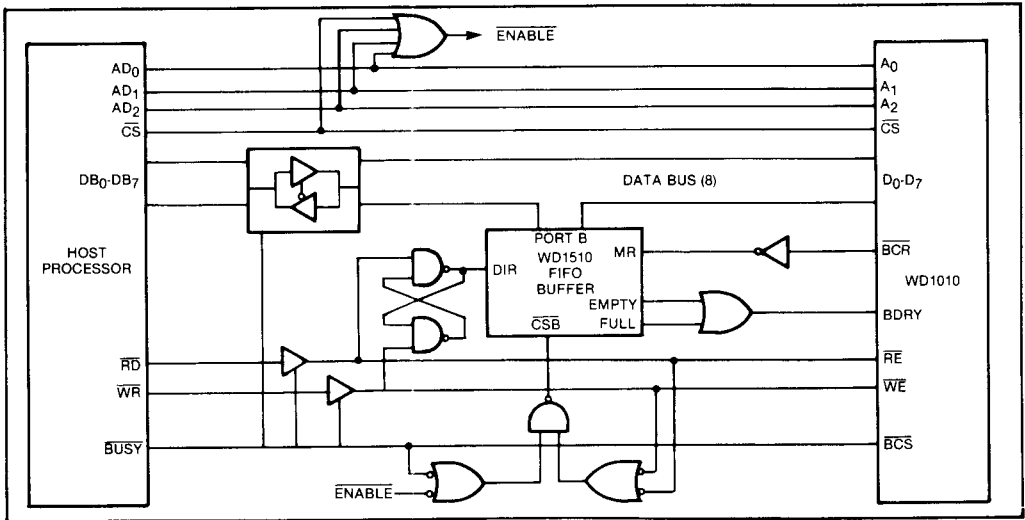 ENABLE
AD0
AD1
AD2
CS
DB0-DB7
HOST
PROCESSOR
RD
WR
BUSY
A0
A1
A2
CS
DATA BUS (8)
D0-D7
PORT B
WD1510
FIFO
BUFFER
DIR
MR
EMPTY
FULL
CSB
BCR
WD1010
BDRY
RE
WE
BCS
ENABLE